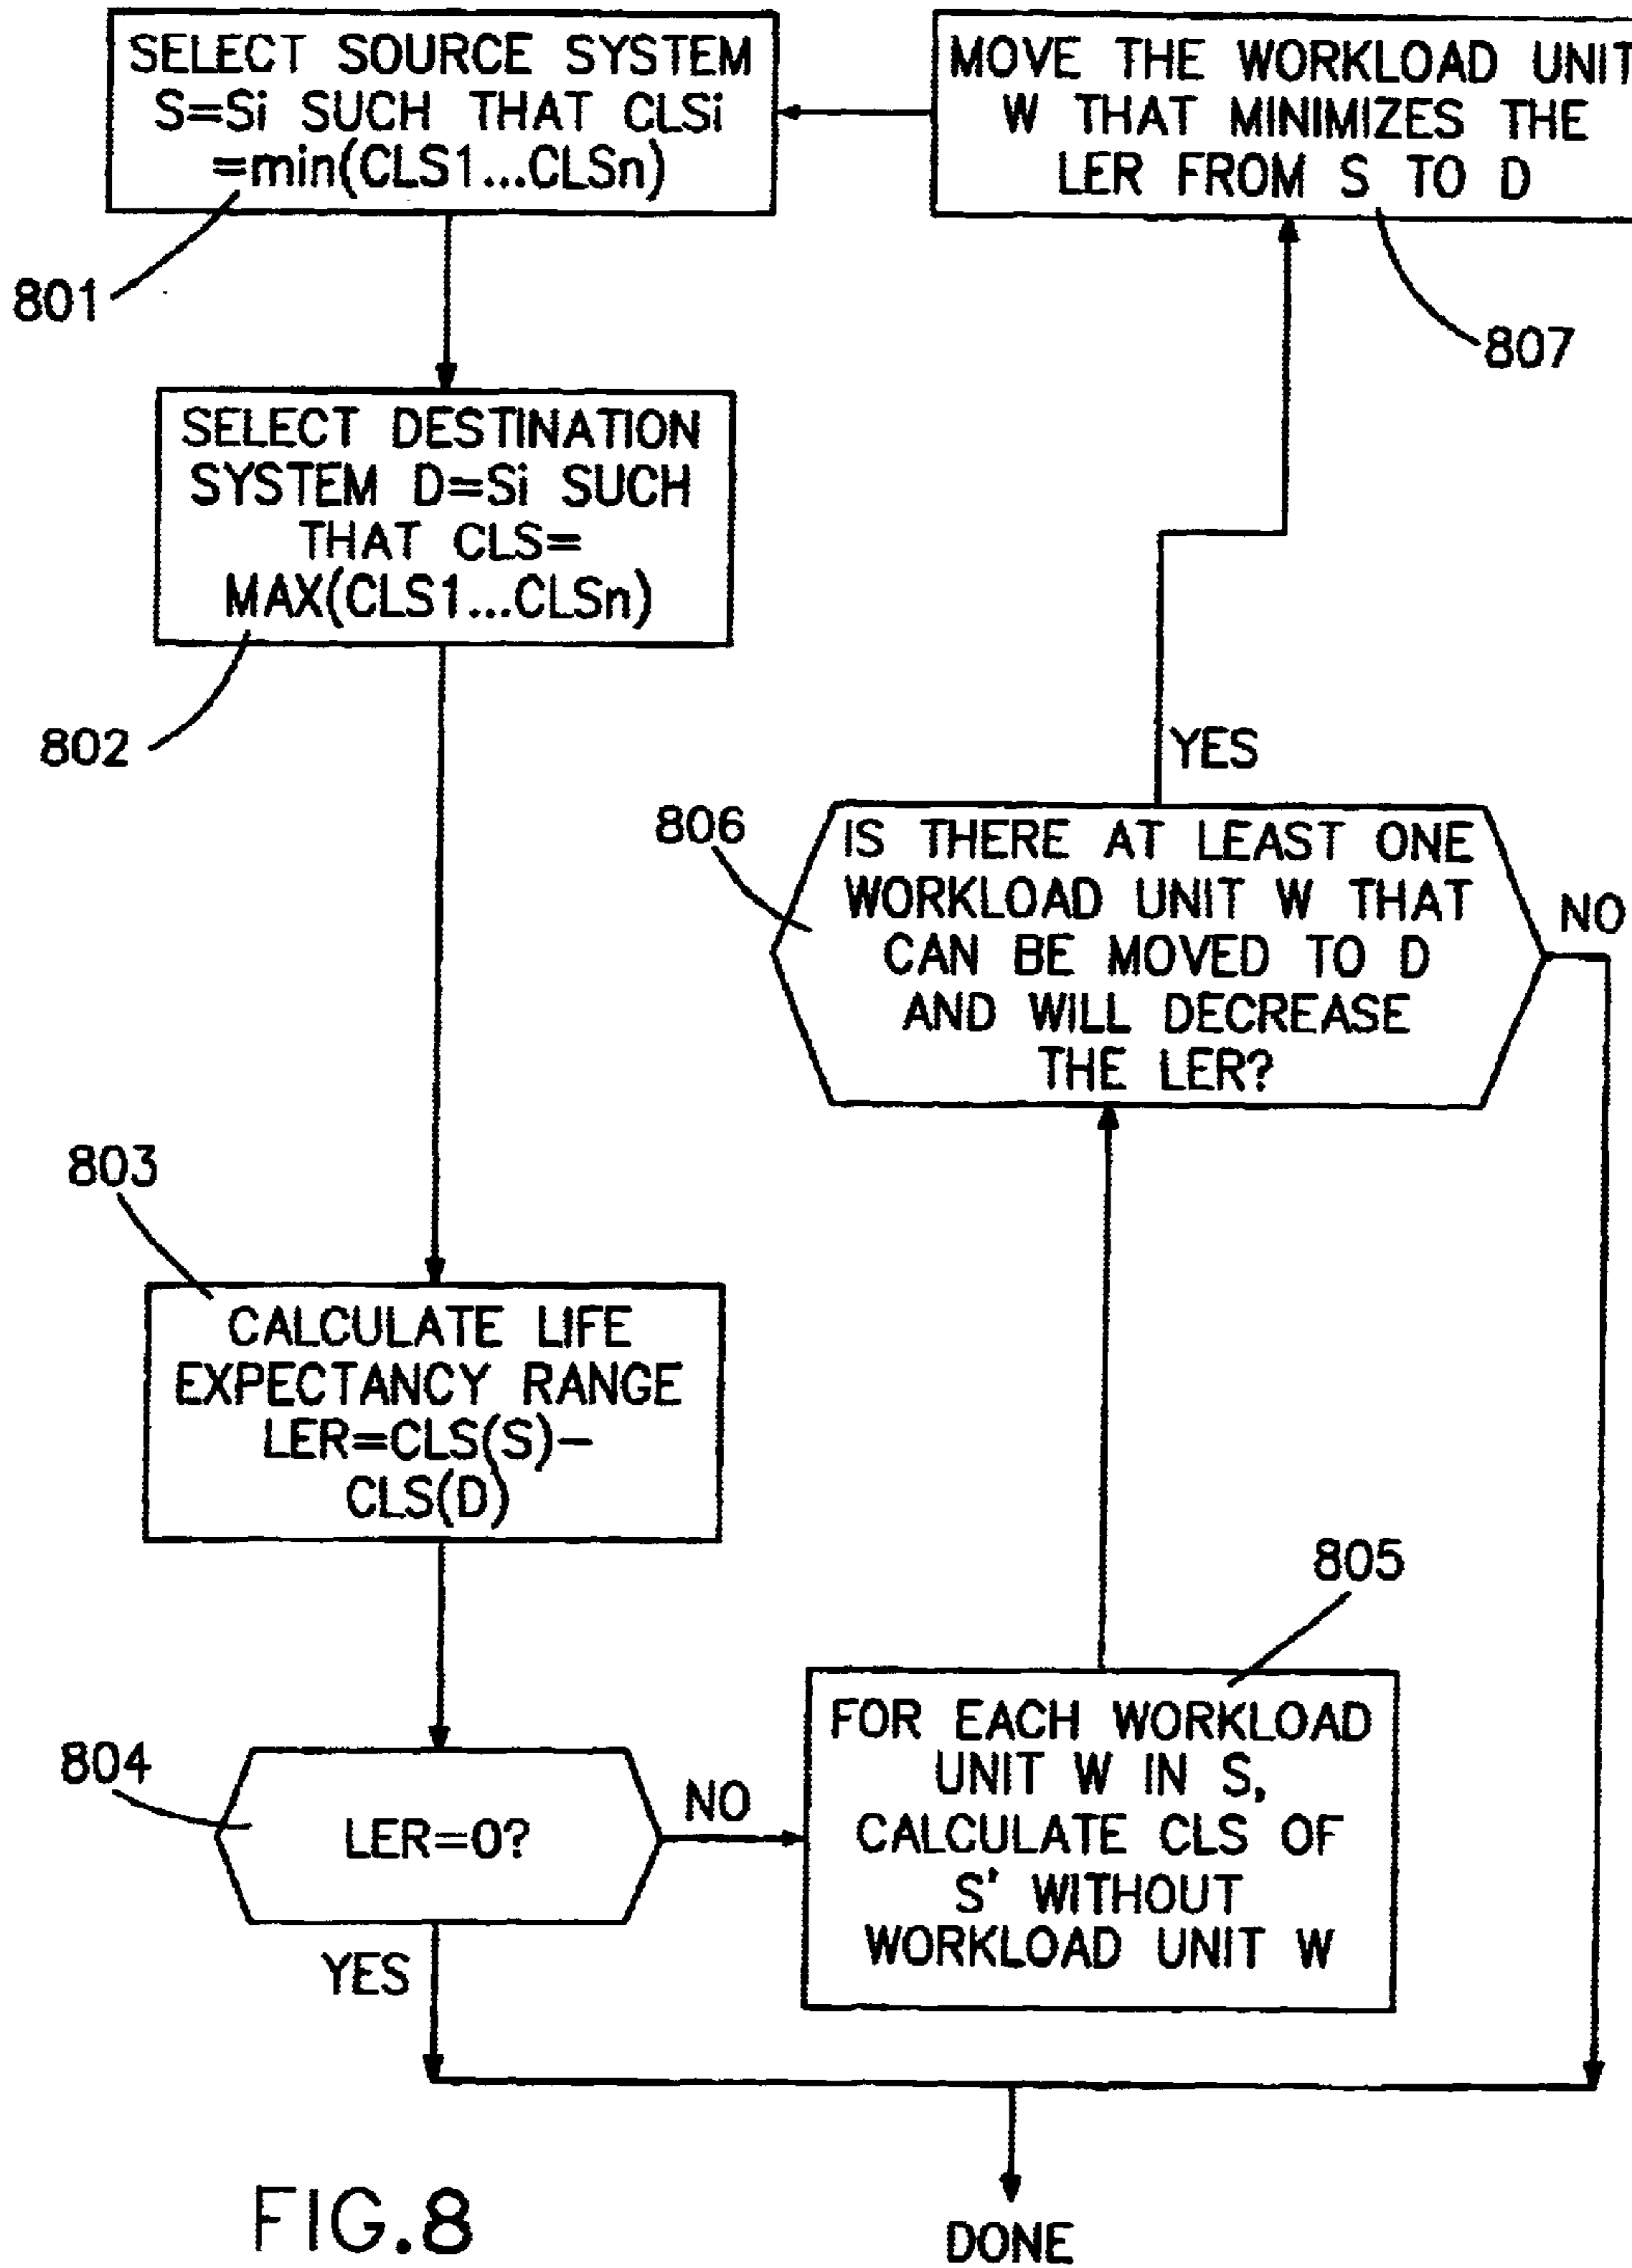 SELECT SOURCE SYSTEM
S=Si SUCH THAT CLSi
=min(CLS1...CLSn)
801
MOVE THE WORKLOAD UNIT
W THAT MINIMIZES THE
LER FROM S TO D
807
SELECT DESTINATION
SYSTEM D=Si SUCH
THAT CLS=
MAX(CLS1...CLSn)
802
YES
806
IS THERE AT LEAST ONE
WORKLOAD UNIT W THAT
CAN BE MOVED TO D
AND WILL DECREASE
THE LER?
NO
803
CALCULATE LIFE
EXPECTANCY RANGE
LER=CLS(S)-
CLS(D)
804
LER=0?
NO
YES
805
FOR EACH WORKLOAD
UNIT W IN S,
CALCULATE CLS OF
S' WITHOUT
WORKLOAD UNIT W
DONE
FIG.8